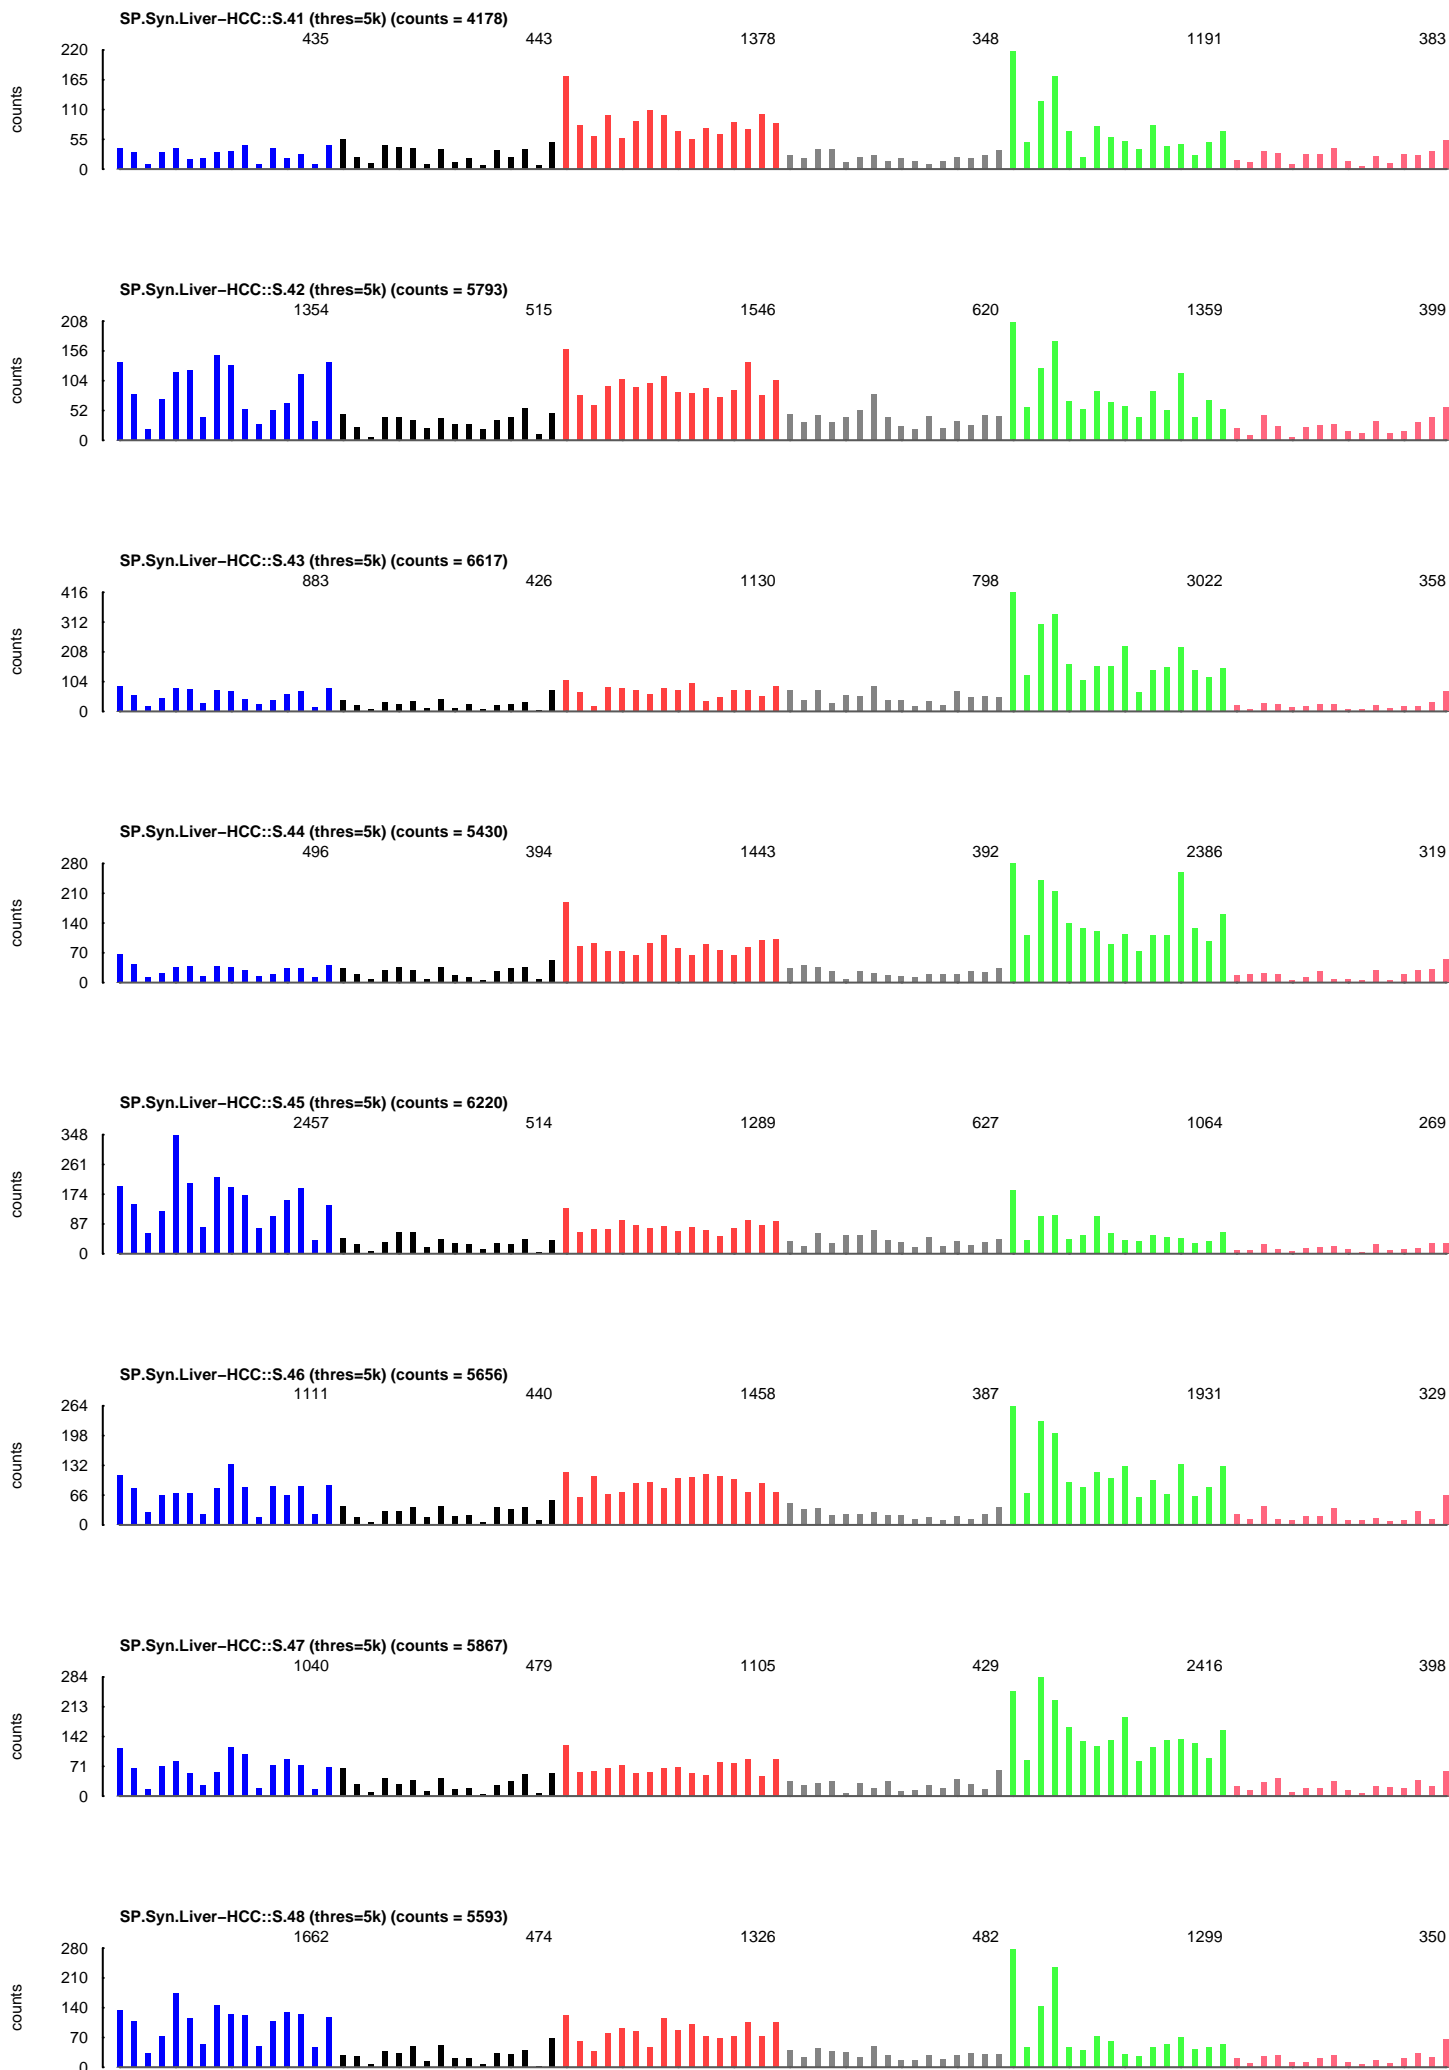 SP.Syn.Liver−HCC::S.41 (thres=5k) (counts = 4178)
435 443 1378 348 1191 383
220
165
110
55
0
counts
SP.Syn.Liver−HCC::S.42 (thres=5k) (counts = 5793)
1354 515 1546 620 1359 399
208
156
104
52
0
counts
SP.Syn.Liver−HCC::S.43 (thres=5k) (counts = 6617)
883 426 1130 798 3022 358
416
312
208
104
0
counts
SP.Syn.Liver−HCC::S.44 (thres=5k) (counts = 5430)
496 394 1443 392 2386 319
280
210
140
70
0
counts
SP.Syn.Liver−HCC::S.45 (thres=5k) (counts = 6220)
2457 514 1289 627 1064 269
348
261
174
87
0
counts
SP.Syn.Liver−HCC::S.46 (thres=5k) (counts = 5656)
1111 440 1458 387 1931 329
264
198
132
66
0
counts
SP.Syn.Liver−HCC::S.47 (thres=5k) (counts = 5867)
1040 479 1105 429 2416 398
284
213
142
71
0
counts
SP.Syn.Liver−HCC::S.48 (thres=5k) (counts = 5593)
1662 474 1326 482 1299 350
280
210
140
70
0
counts